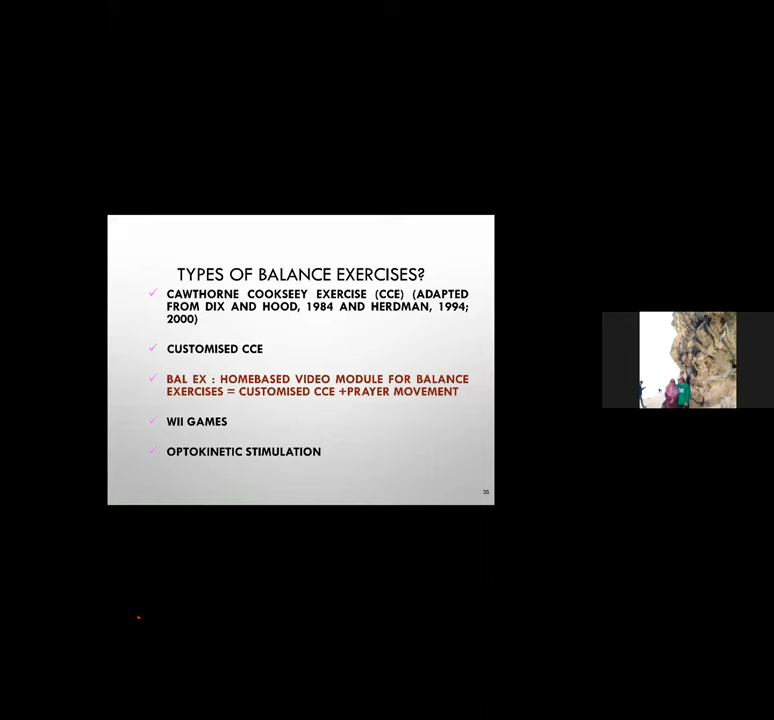 TYPES OF BALANCE EXERCISES?
CAWTHORNE COOKSEEY EXERCISE (CCE) (ADAPTED
FROM DIX AND HOOD, 1984 AND HERDMAN, 1994;
2000)
CUSTOMISED CCE
BAL EX : HOMEBASED VIDEO MODULE FOR BALANCE
EXERCISES = CUSTOMISED CCE +PRAYER MOVEMENT
WII GAMES
OPTOKINETIC STIMULATION
35